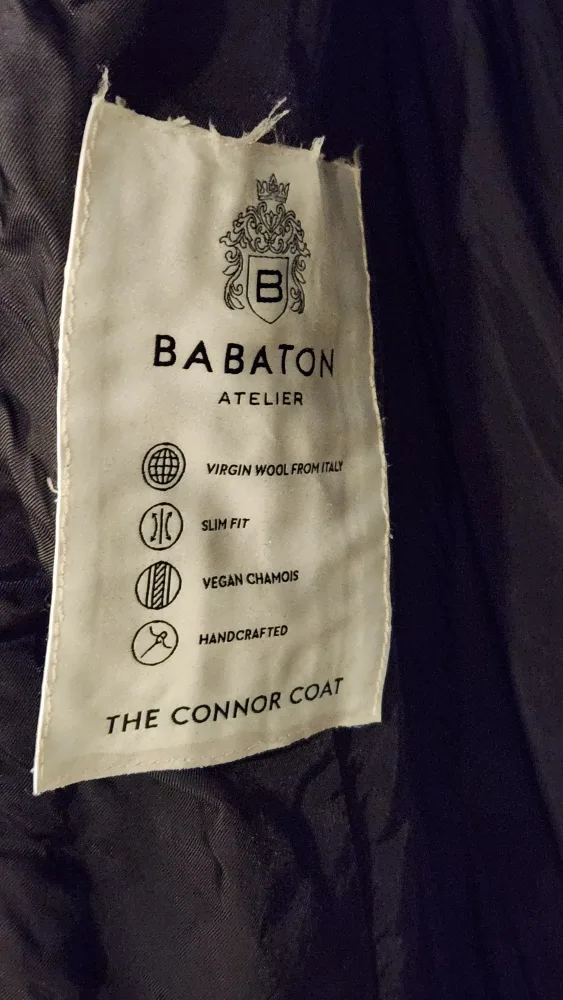 B
BABATON
ATELIER
VIRGIN WOOL FROM ITALY
SLIM FIT
VEGAN CHAMOIS
HANDCRAFTED
THE CONNOR COAT